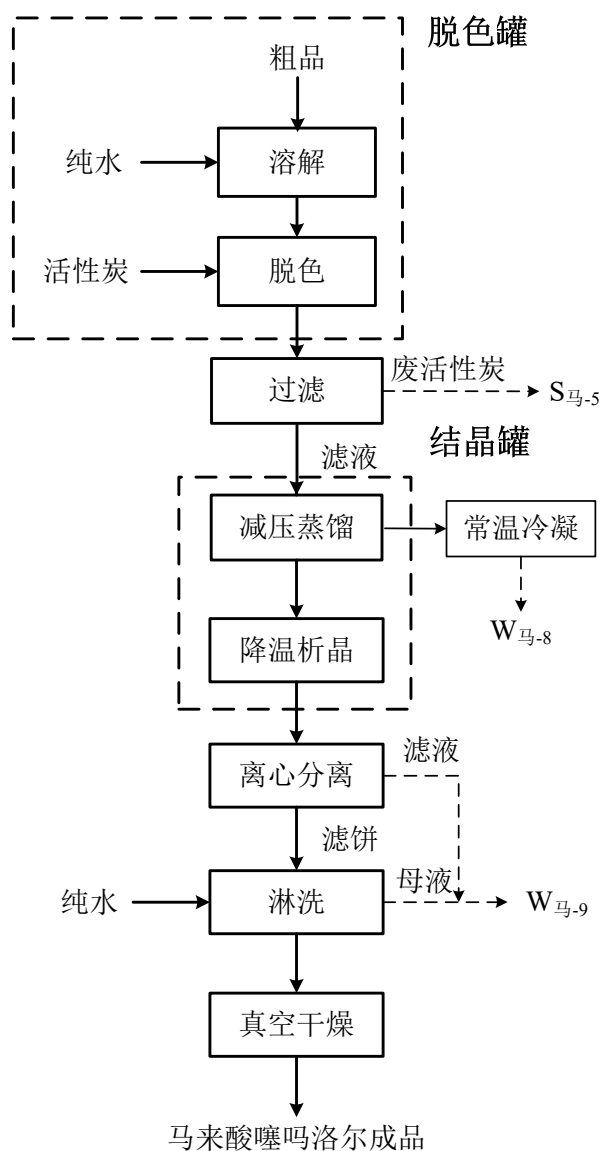 脱色罐
粗品
纯水
溶解
活性炭
脱色
过滤
废活性炭
S马-5
滤液
结晶罐
减压蒸馏
常温冷凝
W马-8
降温析晶
离心分离
滤液
滤饼
纯水
淋洗
母液
W马-9
真空干燥
马来酸噻吗洛尔成品